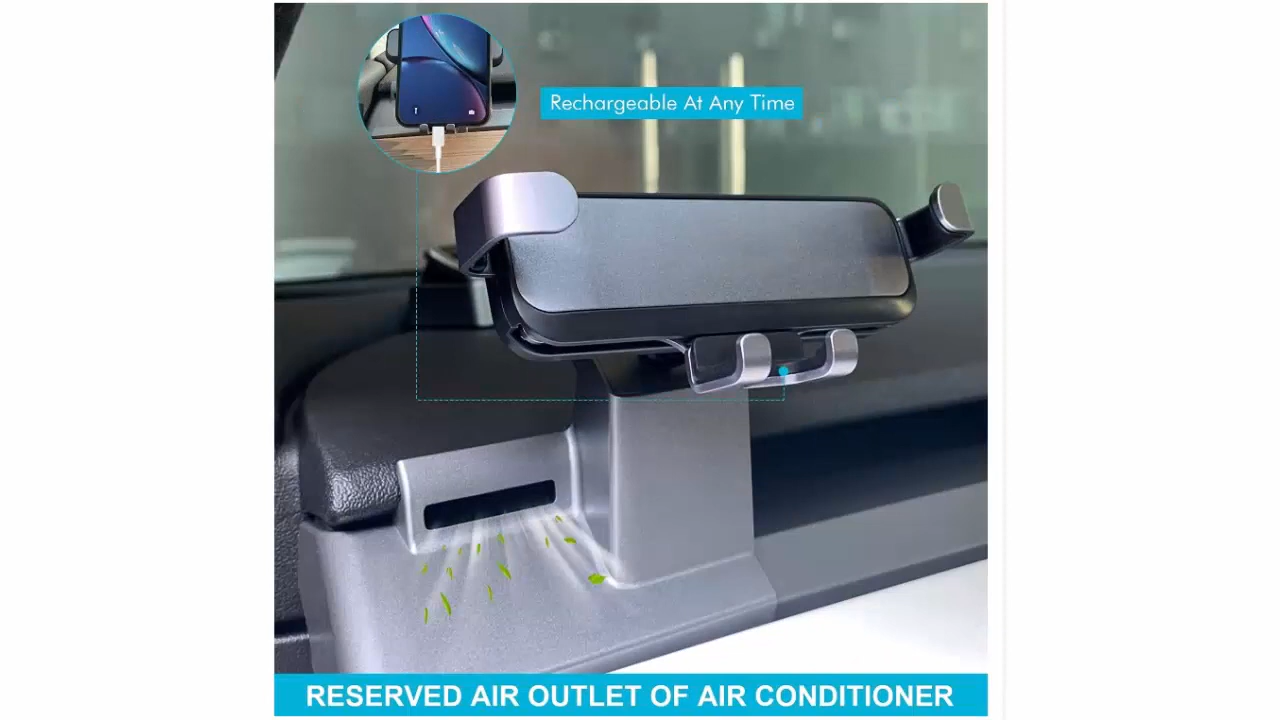 Rechargeable At Any Time
RESERVED AIR OUTLET OF AIR CONDITIONER